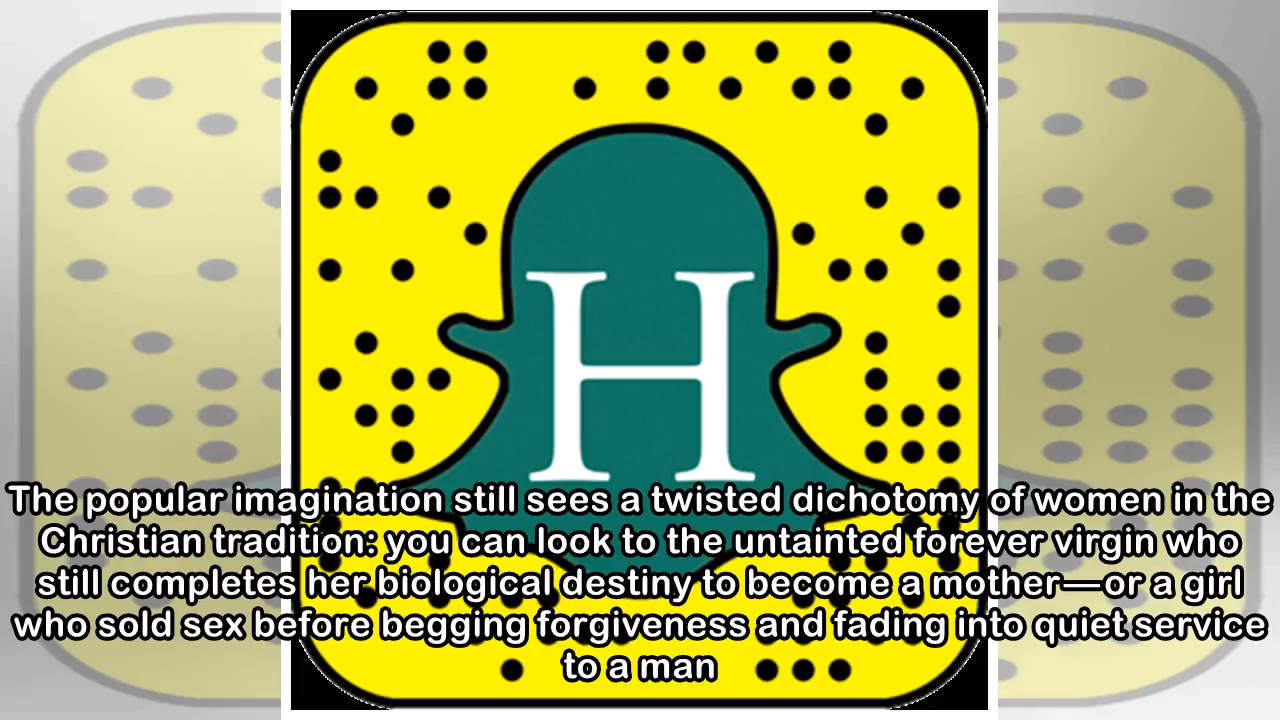 H
The popular imagination still sees a twisted dichotomy of women in the
Christian tradition: you can look to the untainted forever virgin who
still completes her biological destiny to become a mother—or a girl
who sold sex before begging forgiveness and fading into quiet service
to a man